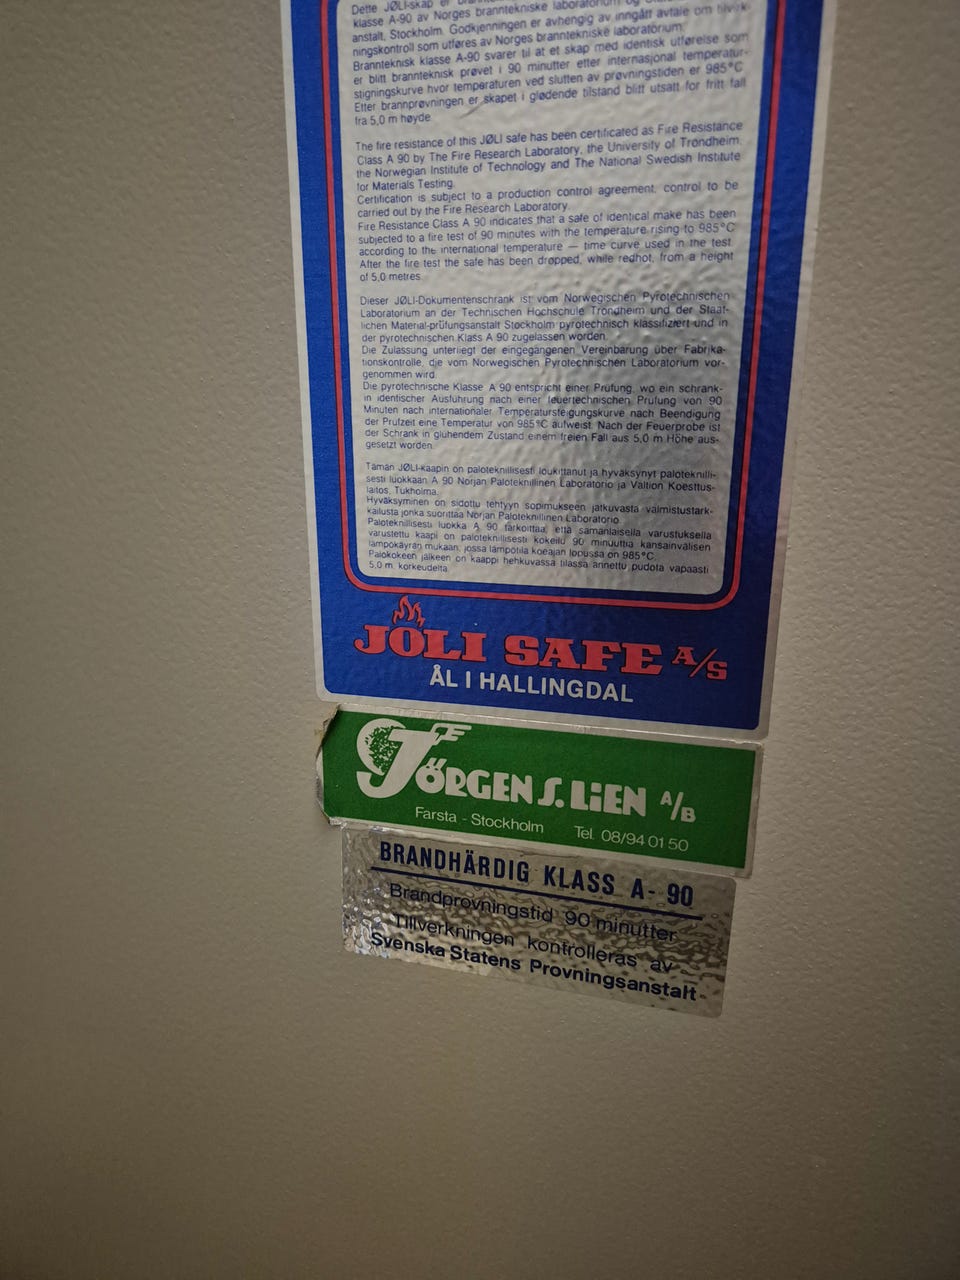 Dette JØLI-skap er
klasse A-90 av Norges branntekniske laboratorium og
anstalt, Stockholm. Godkjenningen er avhengig av inngått avtale om tilvirk-
ningskontroll som utføres av Norges branntekniske laboratorium.
Brannteknisk klasse A-90 svarer til at et skap med identisk utførelse som
er blitt brannteknisk prøvet i 90 minutter etter internasjonal temperatur-
stigningskurve hvor temperaturen ved slutten av prøvningstiden er 985°C.
Etter brannprøvningen er skapet i glødende tilstand blitt utsatt for fritt fall
fra 5,0 m høyde.
The fire resistance of this JØLI safe has been certificated as Fire Resistance
Class A 90 by The Fire Research Laboratory, the University of Trondheim,
the Norwegian Institute of Technology and The National Swedish Institute
for Materials Testing.
Certification is subject to a production control agreement, control to be
carried out by the Fire Research Laboratory.
Fire Resistance Class A 90 indicates that a safe of identical make has been
subjected to a fire test of 90 minutes with the temperature rising to 985°C
according to the international temperature — time curve used in the test.
After the fire test the safe has been dropped, while redhot, from a height
of 5,0 metres.
Dieser JØLI-Dokumentenschrank ist vom Norwegischen Pyrotechnischen
Laboratorium an der Technischen Hochschule Trondheim und der Staat-
lichen Material-prüfungsanstalt Stockholm pyrotechnisch klassifiziert und in
der pyrotechnischen Klasse A 90 zugelassen worden.
Die Zulassung unterliegt der eingegangenen Vereinbarung über Fabrika-
tionskontrolle, die vom Norwegischen Pyrotechnischen Laboratorium vor-
genommen wird.
Die pyrotechnische Klasse A 90 entspricht einer Prüfung, wo ein schrank-
in identischer Ausführung nach einer feuertechnischen Prüfung von 90
Minuten nach internationaler Temperatursteigungskurve nach Beendigung
der Prüfzeit eine Temperatur von 985°C aufweist. Nach der Feuerprobe ist
der Schrank in glühendem Zustand einem freien Fall aus 5,0 m Höhe aus-
gesetzt worden.
Tämän JØLI-kaapin on paloteknillisesti loukittanut ja hyväksynyt paloteknilli-
sesti luokkaan A 90 Norjan Paloteknillinen Laboratorio ja Valtion Koesttus-
laitos, Tukholma.
Hyväksyminen on sidottu tehtyyn sopimukseen jatkuvasta valmistustark-
kailusta jonka suorittaa Norjan Paloteknillinen Laboratorio.
Paloteknillisesti luokka A 90 tarkoittaa, että samanlaisella varustuksella
varustettu kaapi on paloteknillisesti kokeiltu 90 minuuttia kansainvälisen
lämpökäyrän mukaan, jossa lämpötila koeajan lopussa on 985°C.
Palokokeen jälkeen on kaappi hehkuvassa tilassa annettu pudota vapaasti
5,0 m. korkeudelta.
JØLI SAFE A/S
ÅL I HALLINGDAL
JÖRGEN S. LIEN A/B
Farsta - Stockholm Tel. 08/94 01 50
BRANDHÄRDIG KLASS A-90
Brandprovningstid 90 minutter
Tillverkningen kontrolleras av
Svenska Statens Provningsanstalt